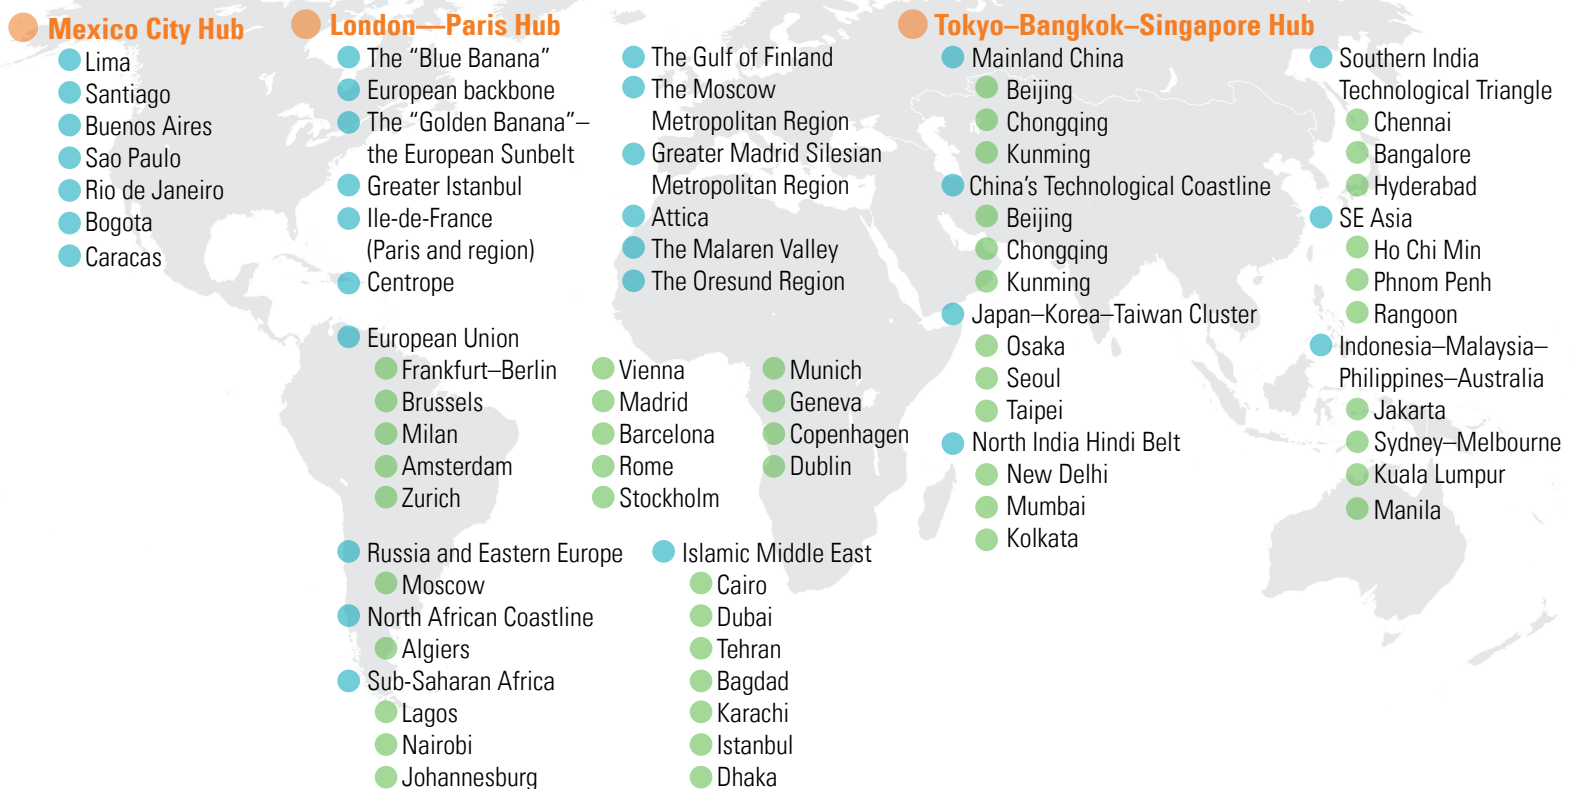 Mexico City Hub
Lima
Santiago
Buenos Aires
Sao Paulo
Rio de Janeiro
Bogota
Caracas
London—Paris Hub
The “Blue Banana”
European backbone
The “Golden Banana”–
the European Sunbelt
Greater Istanbul
Ile-de-France
(Paris and region)
Centrope
The Gulf of Finland
The Moscow
Metropolitan Region
Greater Madrid Silesian
Metropolitan Region
Attica
The Malaren Valley
The Oresund Region
European Union
Frankfurt–Berlin
Brussels
Milan
Amsterdam
Zurich
Vienna
Madrid
Barcelona
Rome
Stockholm
Munich
Geneva
Copenhagen
Dublin
Russia and Eastern Europe
Moscow
North African Coastline
Algiers
Sub-Saharan Africa
Lagos
Nairobi
Johannesburg
Islamic Middle East
Cairo
Dubai
Tehran
Bagdad
Karachi
Istanbul
Dhaka
Tokyo–Bangkok–Singapore Hub
Mainland China
Beijing
Chongqing
Kunming
China’s Technological Coastline
Beijing
Chongqing
Kunming
Japan–Korea–Taiwan Cluster
Osaka
Seoul
Taipei
North India Hindi Belt
New Delhi
Mumbai
Kolkata
Southern India
Technological Triangle
Chennai
Bangalore
Hyderabad
SE Asia
Ho Chi Min
Phnom Penh
Rangoon
Indonesia–Malaysia–
Philippines–Australia
Jakarta
Sydney–Melbourne
Kuala Lumpur
Manila